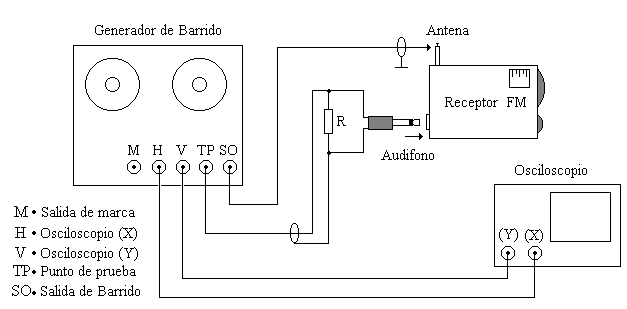 Generador de Barrido
Antena
Receptor FM
R
Audifono
M H V TP SO
Osciloscopio
(Y) (X)
M • Salida de marca
H • Osciloscopio (X)
V • Osciloscopio (Y)
TP • Punto de prueba
SO • Salida de Barrido